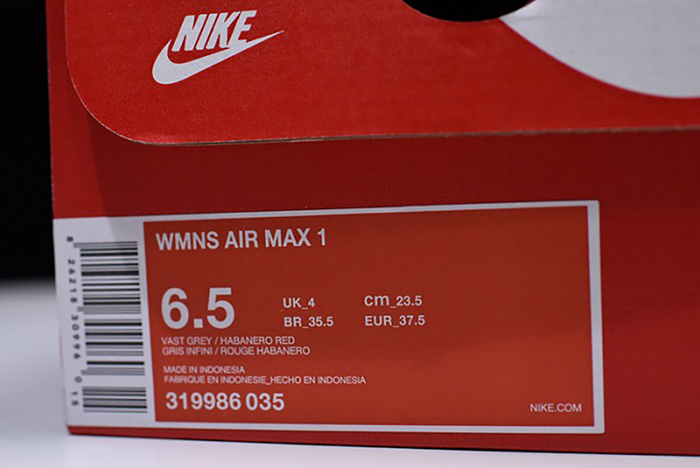 NIKE
WMNS AIR MAX 1
6.5
UK_4
cm_23.5
BR_35.5
EUR_37.5
VAST GREY / HABANERO RED
GRIS INFINI / ROUGE HABANERO
MADE IN INDONESIA
FABRIQUE EN INDONESIE_HECHO EN INDONESIA
319986 035
NIKE.COM